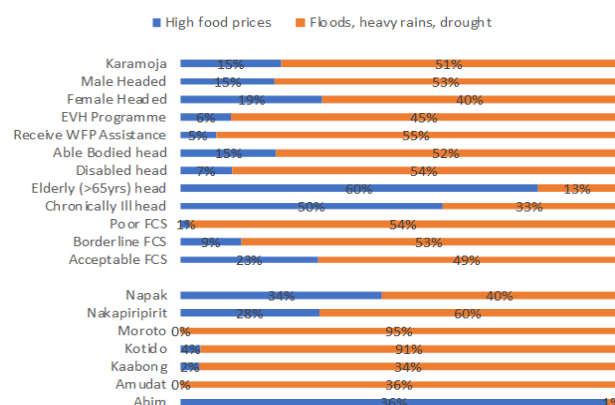 High food prices Floods, heavy rains, drought
Karamoja 15% 51%
Male Headed 15% 53%
Female Headed 19% 40%
EVH Programme 6% 45%
Receive WFP Assistance 5% 55%
Able Bodied head 15% 52%
Disabled head 7% 54%
Elderly (>65yrs) head 60% 13%
Chronically Ill head 50% 33%
Poor FCS 1% 54%
Borderline FCS 9% 53%
Acceptable FCS 23% 49%
Napak 34% 40%
Nakapiripirit 28% 60%
Moroto 0% 95%
Kotido 4% 91%
Kaabong 2% 34%
Amudat 0% 36%
Abim 36% 1%